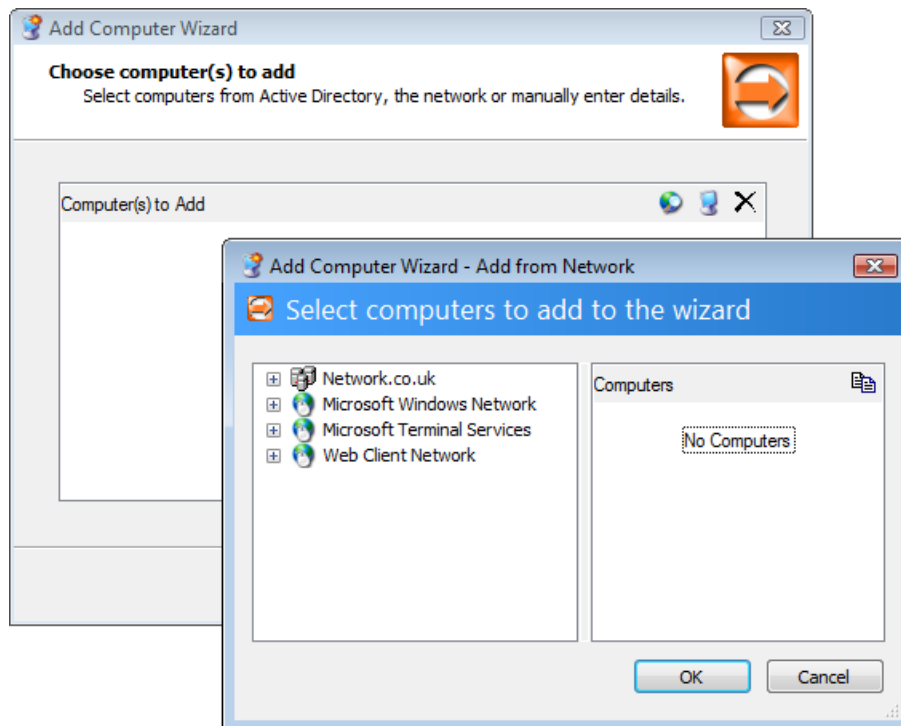 Add Computer Wizard
Choose computer(s) to add
Select computers from Active Directory, the network or manually enter details.
Computer(s) to Add
Add Computer Wizard - Add from Network
Select computers to add to the wizard
Network.co.uk
Microsoft Windows Network
Microsoft Terminal Services
Web Client Network
Computers
No Computers
OK
Cancel